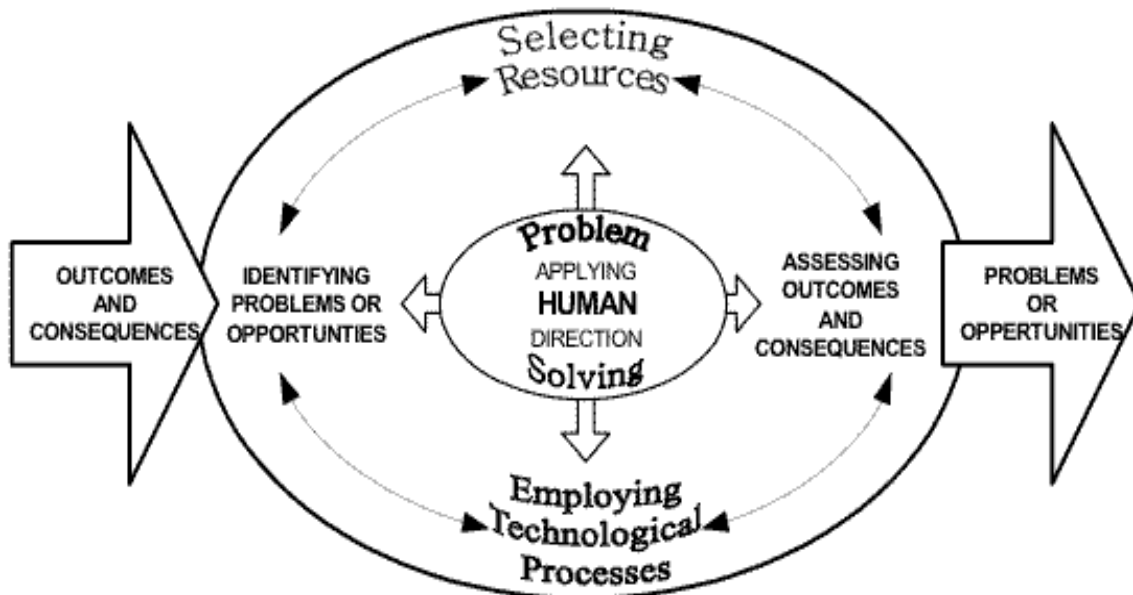 Selecting
Resources
OUTCOMES
AND
CONSEQUENCES
IDENTIFYING
PROBLEMS OR
OPPORTUNTIES
Problem
APPLYING
HUMAN
DIRECTION
Solving
ASSESSING
OUTCOMES
AND
CONSEQUENCES
PROBLEMS
OR
OPPERTUNITIES
Employing
Technological
Processes